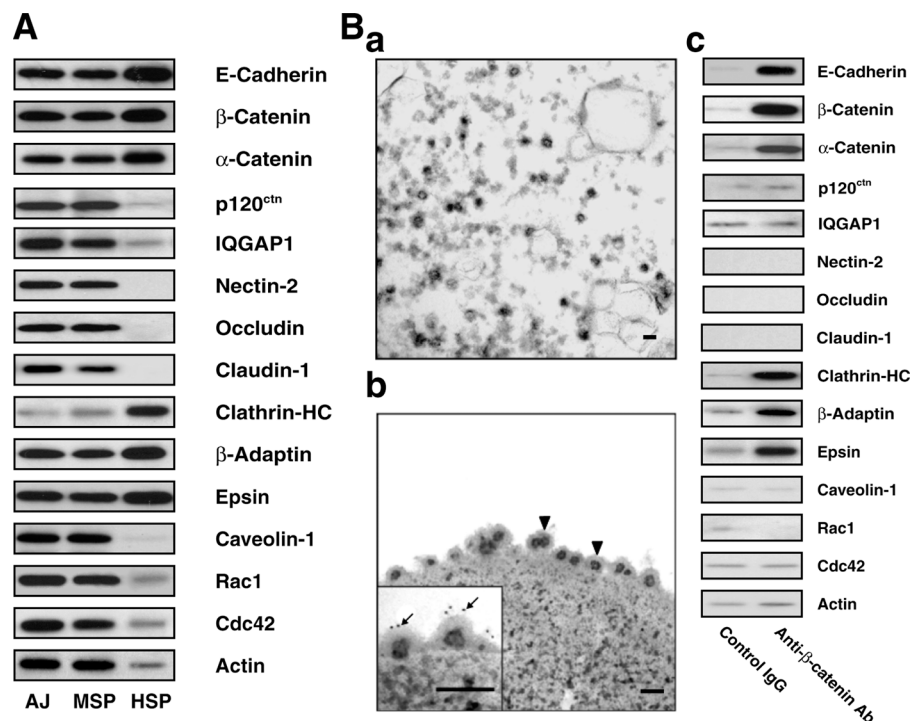 A
E-Cadherin
β-Catenin
α-Catenin
p120ctn
IQGAP1
Nectin-2
Occludin
Claudin-1
Clathrin-HC
β-Adaptin
Epsin
Caveolin-1
Rac1
Cdc42
Actin
AJ MSP HSP
B
a
b
c
E-Cadherin
β-Catenin
α-Catenin
p120ctn
IQGAP1
Nectin-2
Occludin
Claudin-1
Clathrin-HC
β-Adaptin
Epsin
Caveolin-1
Rac1
Cdc42
Actin
Control IgG
Anti-β-catenin Ab